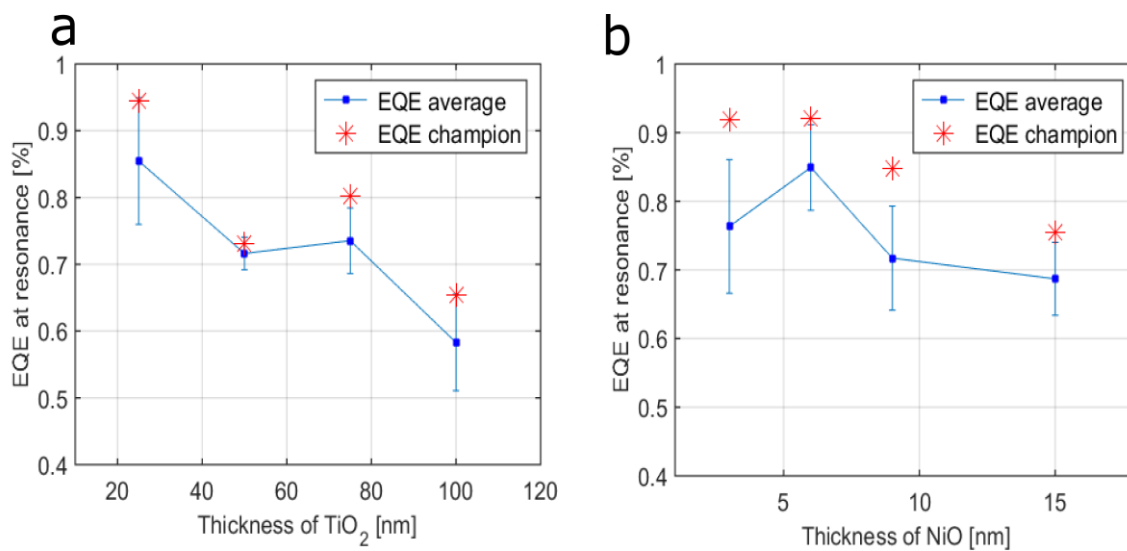 a
1
0.9
0.8
0.7
0.6
0.5
0.4
20
40
60
80
100
120
EQE at resonance [%]
Thickness of TiO₂ [nm]
EQE average
EQE champion
b
1
0.9
0.8
0.7
0.6
0.5
0.4
5
10
15
EQE at resonance [%]
Thickness of NiO [nm]
EQE average
EQE champion